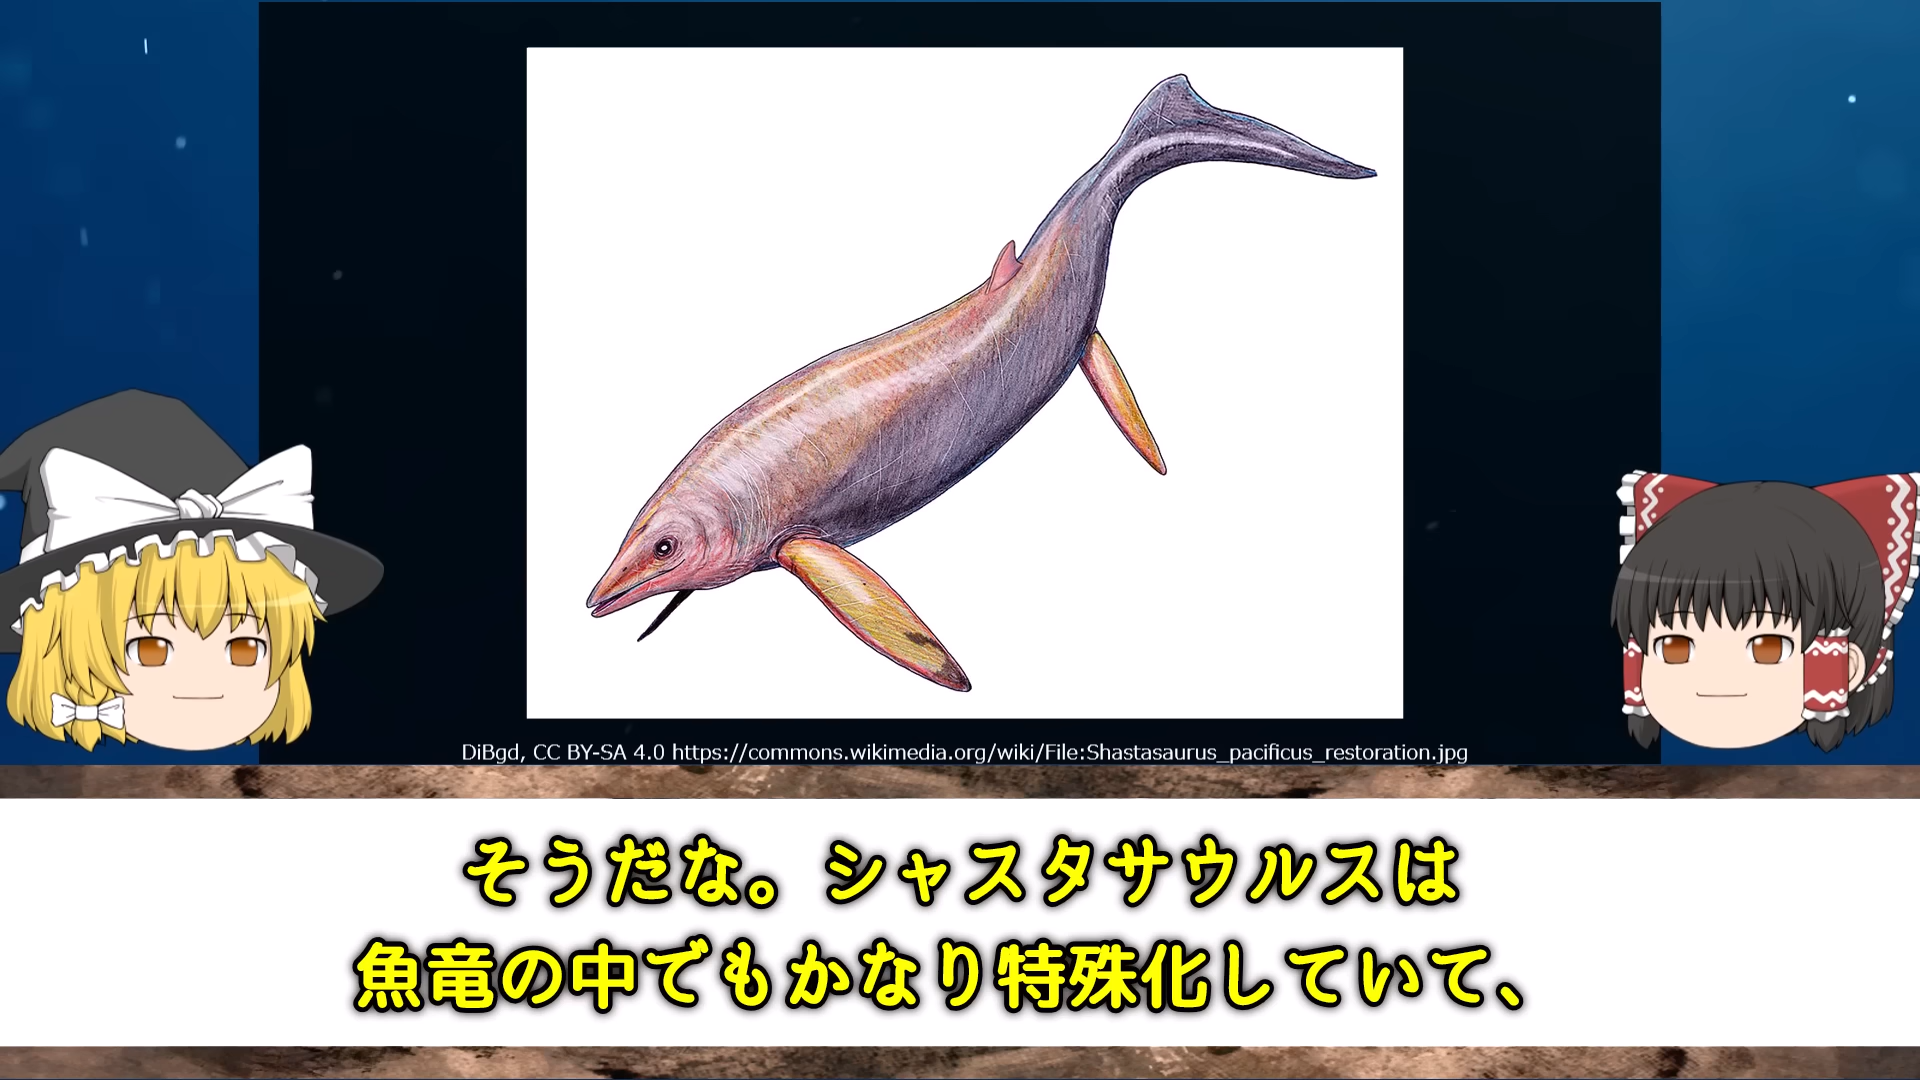 DiBgd, CC BY-SA 4.0 https://commons.wikimedia.org/wiki/File:Shastasaurus_pacificus_restoration.jpg
そうだな。シャスタサウルスは
魚竜の中でもかなり特殊化していて、